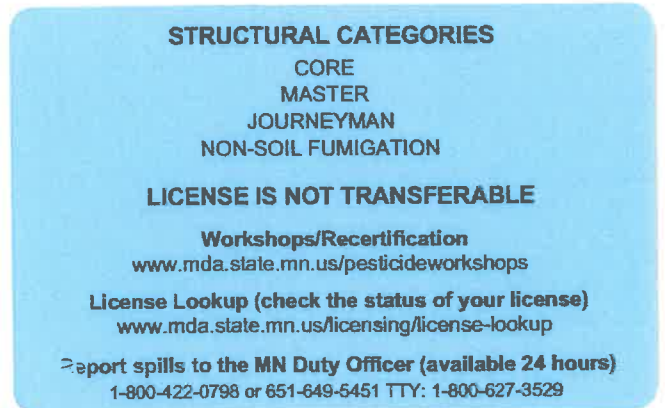 STRUCTURAL CATEGORIES
CORE
MASTER
JOURNEYMAN
NON-SOIL FUMIGATION
LICENSE IS NOT TRANSFERABLE
Workshops/Recertification
www.mda.state.mn.us/pesticideworkshops
License Lookup (check the status of your license)
www.mda.state.mn.us/licensing/license-lookup
Report spills to the MN Duty Officer (available 24 hours)
1-800-422-0798 or 651-649-5451 TTY: 1-800-627-3529